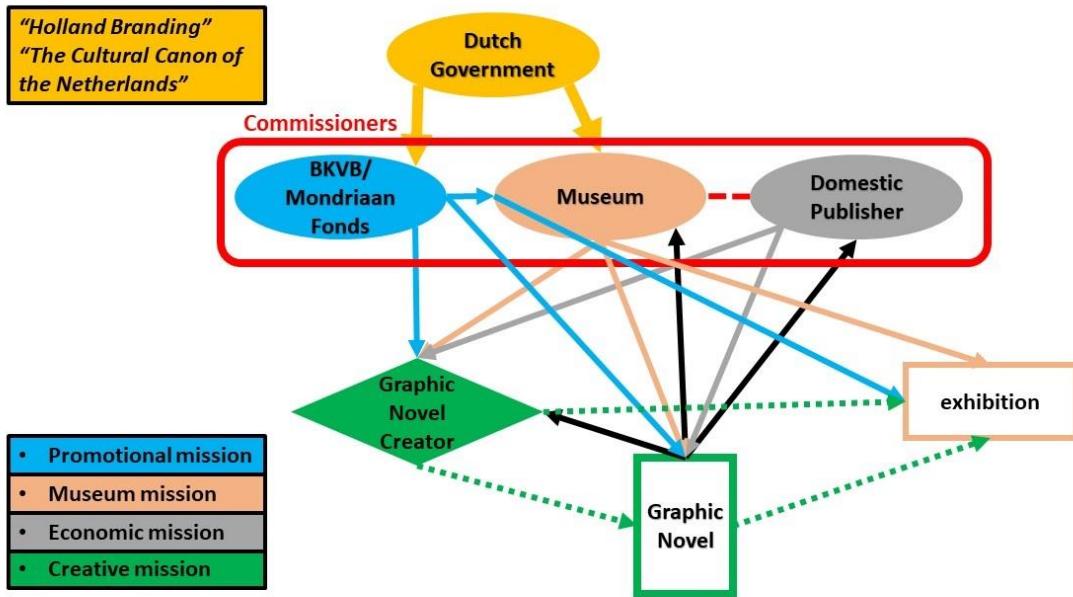 “Holland Branding”
“The Cultural Canon of
the Netherlands”
Dutch
Government
Commissioners
BKVB/
Mondriaan
Fonds
Museum
Domestic
Publisher
Graphic
Novel
Creator
exhibition
Graphic
Novel
• Promotional mission
• Museum mission
• Economic mission
• Creative mission